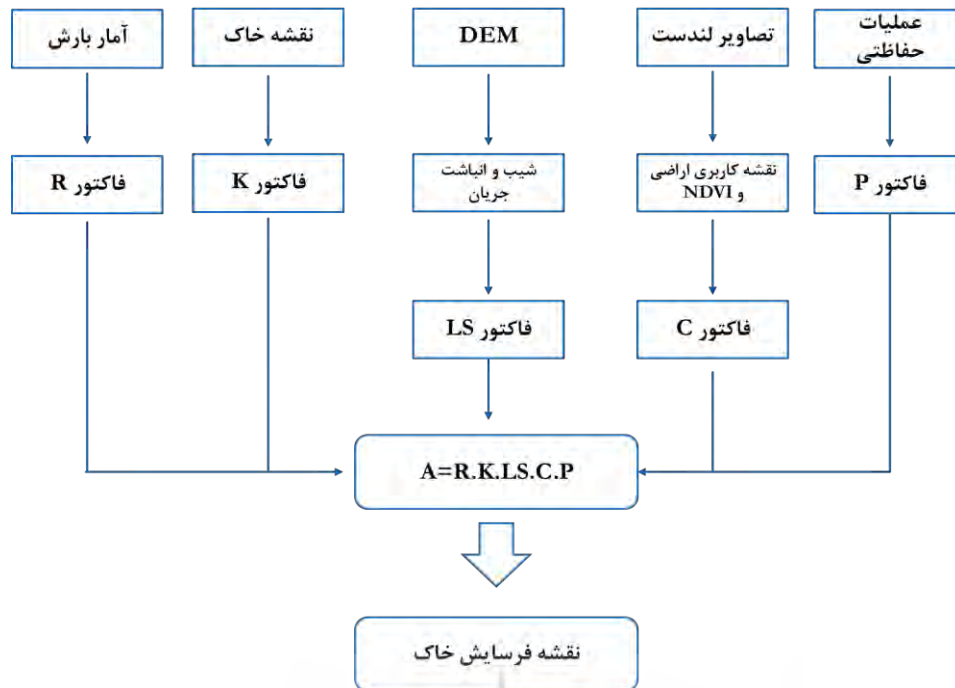 آمار بارش
نقشه خاک
DEM
تصاویر لندست
عملیات
حفاظتی
فاکتور R
فاکتور K
شیب و انباشت
جریان
نقشه کاربری اراضی
و NDVI
فاکتور P
فاکتور LS
فاکتور C
A=R.K.LS.C.P
نقشه فرسایش خاک